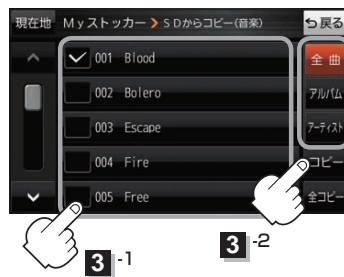 現在地 Myストッカー > SDからコピー(音楽) 戻る
001 Blood 全曲
002 Bolero アルバム
003 Escape アーティスト
004 Fire コピー
005 Free 全コピー
3 -1
3 -2